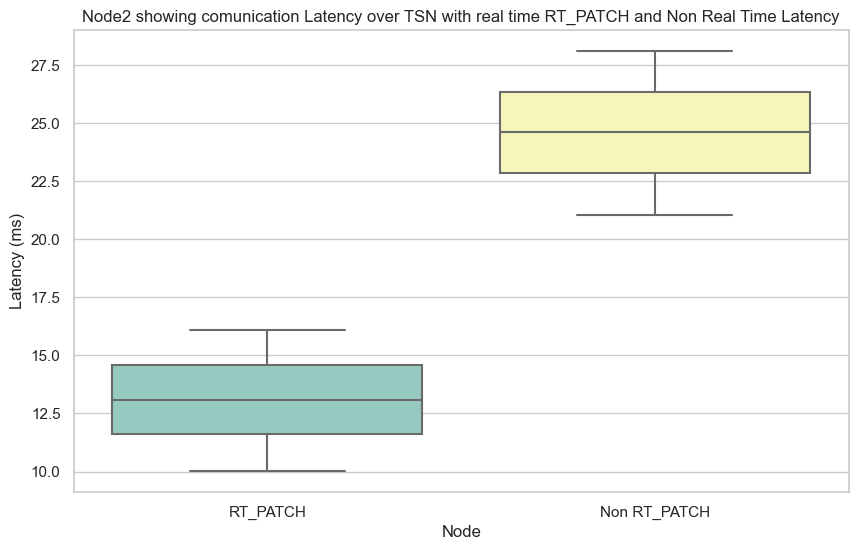 Node2 showing comunication Latency over TSN with real time RT_PATCH and Non Real Time Latency
27.5
25.0
22.5
20.0
17.5
15.0
12.5
10.0
Latency (ms)
RT_PATCH
Non RT_PATCH
Node